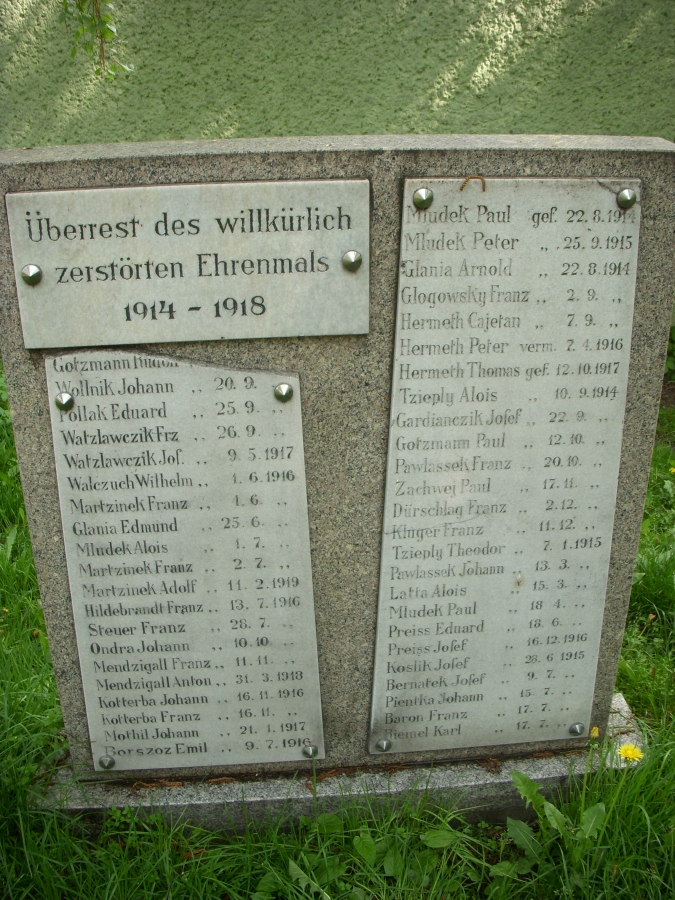 Überrest des willkürlich
zerstörten Ehrenmals
1914 - 1918
Gotzmann Rudolf
Wollnik Johann „ 20.9. „
Pollak Eduard „ 25.9. „
Watzlawczik Frz „ 26.9. „
Watzlawczik Jof. „ 9.5.1917
Walczuch Wilhelm „ 1.6.1916
Martzinek Franz „ 4.6. „
Glania Edmund „ 25.6. „
Mludek Alois „ 1.7. „
Martzinek Franz „ 2.7. „
Martzinek Adolf „ 11.2.1919
Hildebrandt Franz „ 13.7.1916
Steuer Franz „ 28.7. „
Ondra Johann „ 10.10. „
Mendzigall Franz „ 11.11. „
Mendzigall Anton „ 31.3.1918
Kotterba Johann „ 16.11.1916
Kotterba Franz „ 16.11. „
Mothil Johann „ 21.1.1917
Borszoz Emil „ 9.7.1916
Mludek Paul gef. 22.8.1914
Mludek Peter „ 25.9.1915
Glania Arnold „ 22.8.1914
Glogowsky Franz „ 2.9. „
Hermeth Cajetan „ 7.9. „
Hermeth Peter verm. 7.4.1916
Hermeth Thomas gef. 12.10.1917
Tzieply Alois „ 10.9.1914
Gardianczik Josef „ 22.9. „
Gotzmann Paul „ 12.10. „
Pawlassek Franz „ 20.10. „
Zachwej Paul „ 17.11. „
Dürschlag Franz „ 2.12. „
Kluger Franz „ 11.12. „
Tzieply Theodor „ 7.1.1915
Pawlassek Johann „ 13.3. „
Latta Alois „ 15.3. „
Mludek Paul „ 18.4. „
Preiss Eduard „ 18.6. „
Preiss Josef „ 16.12.1916
Koslik Josef „ 28.6.1915
Bernatek Josef „ 9.7. „
Pientka Johann „ 15.7. „
Baron Franz „ 17.7. „
Biemel Karl „ 17.7. „